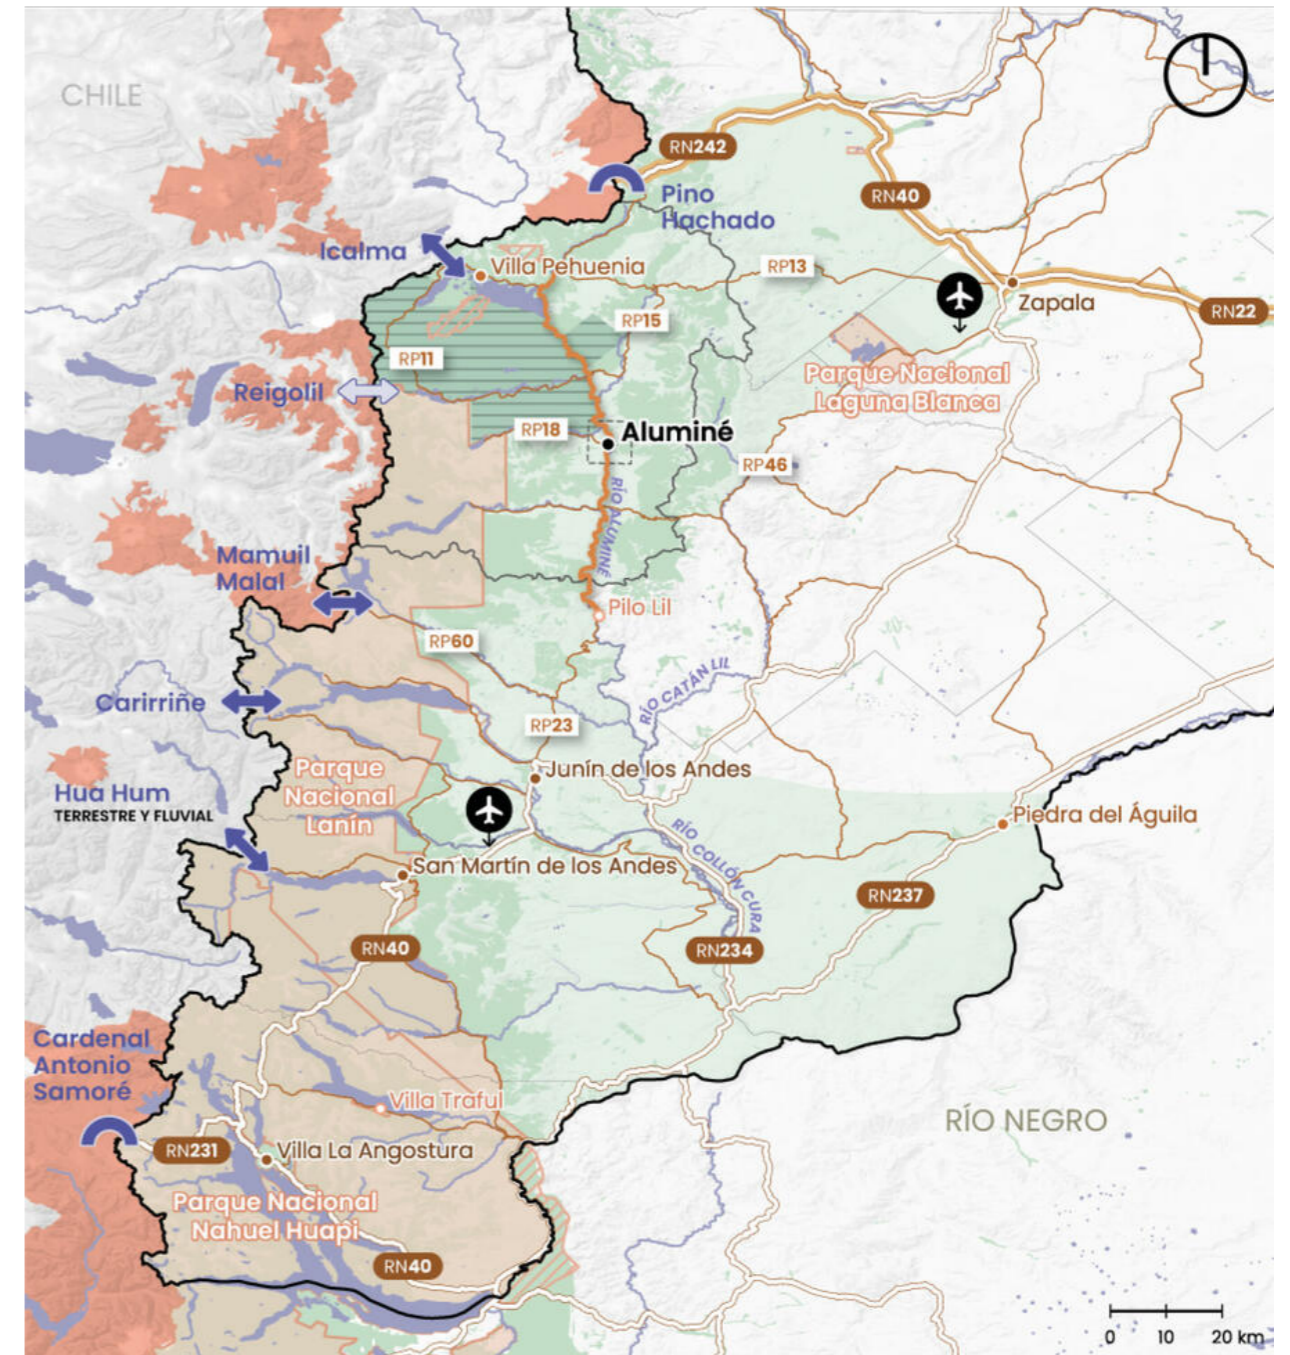 CHILE
RN242
Pino
Hachado
RN40
Icalma
Villa Pehuenia
RP13
Zapala
RN22
RP15
RP11
Parque Nacional
Laguna Blanca
Reigolil
RP18
Aluminé
RP46
RÍO ALUMINÉ
Mamuil
Malal
Pilo Lil
RP60
RÍO CATÁN LIL
Carirriñe
RP23
Parque
Nacional
Lanín
Junín de los Andes
Hua Hum
TERRESTRE Y FLUVIAL
Piedra del Águila
RÍO COLLÓN CURA
San Martín de los Andes
RN237
RN40
RN234
Cardenal
Antonio
Samoré
Villa Traful
RÍO NEGRO
RN231
Villa La Angostura
Parque Nacional
Nahuel Huapi
RN40
0 10 20 km